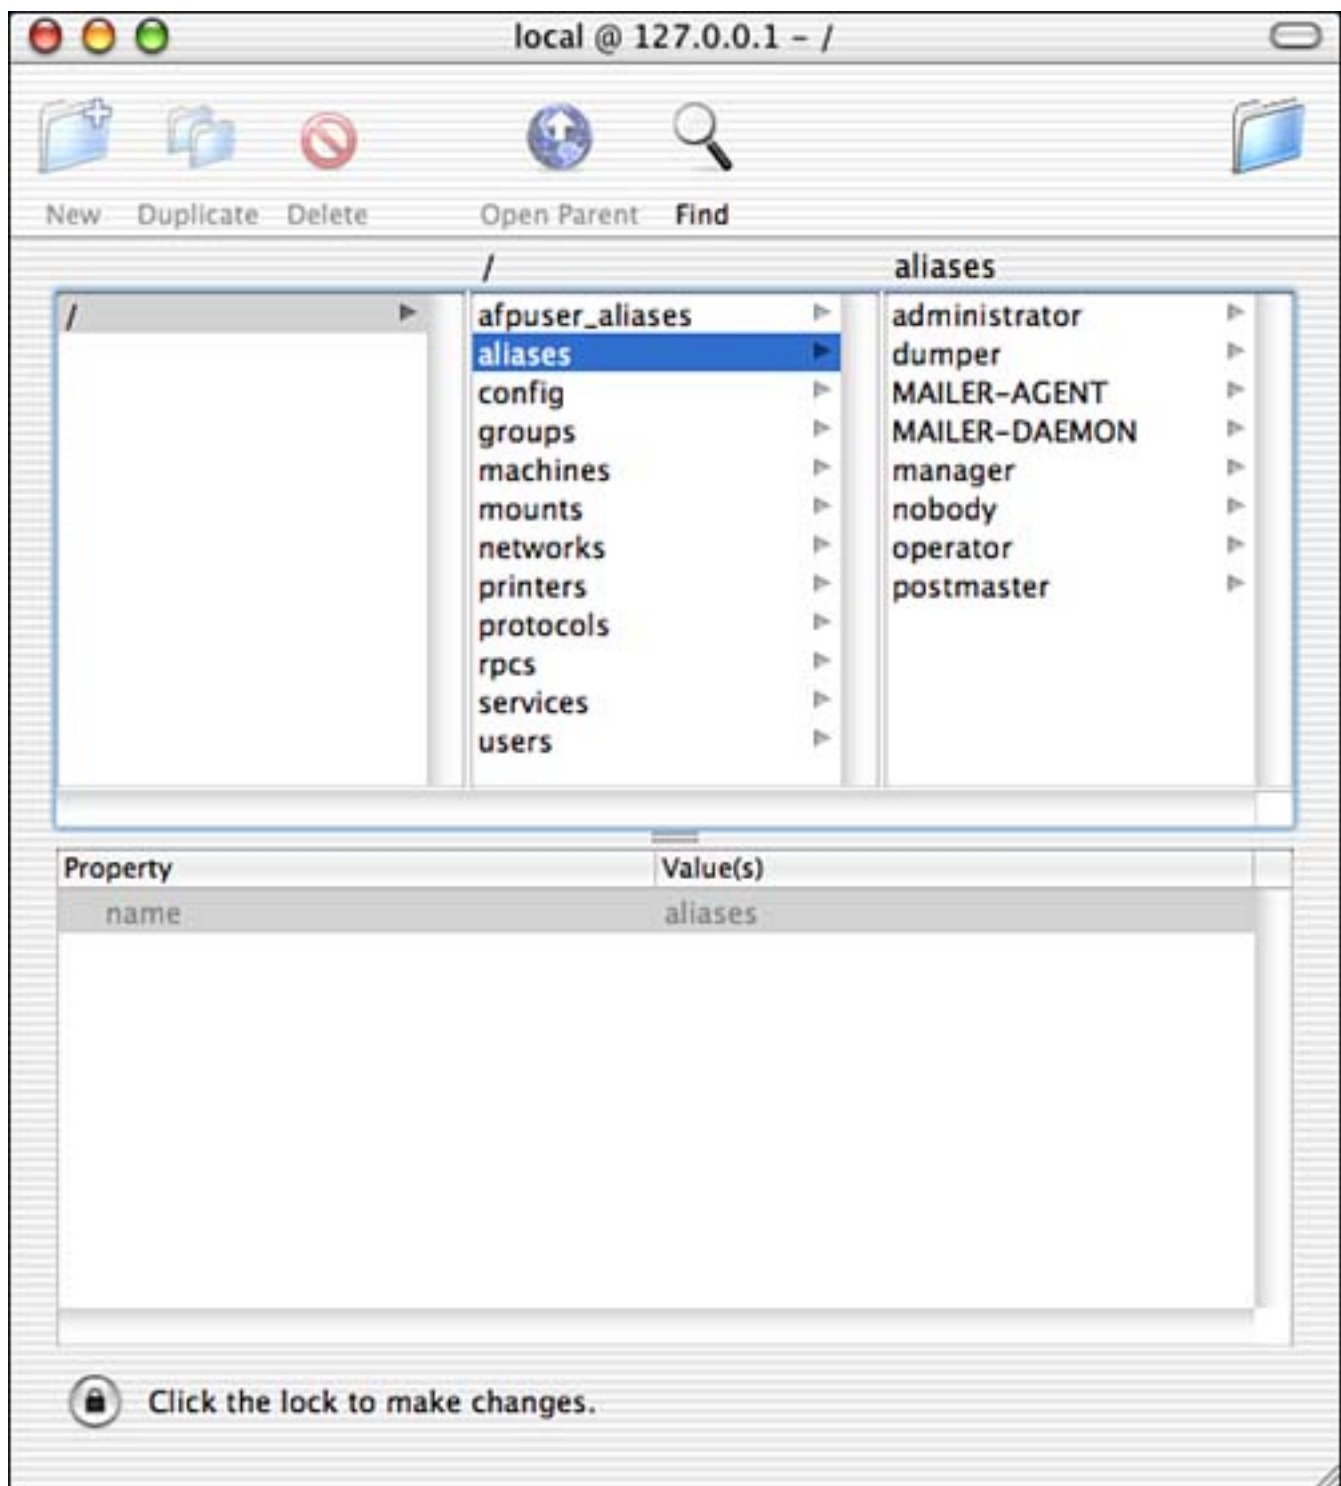 local @ 127.0.0.1 – /
New Duplicate Delete Open Parent Find
/ aliases
/
afpuser_aliases
aliases
config
groups
machines
mounts
networks
printers
protocols
rpcs
services
users
administrator
dumper
MAILER-AGENT
MAILER-DAEMON
manager
nobody
operator
postmaster
Property Value(s)
name aliases
Click the lock to make changes.